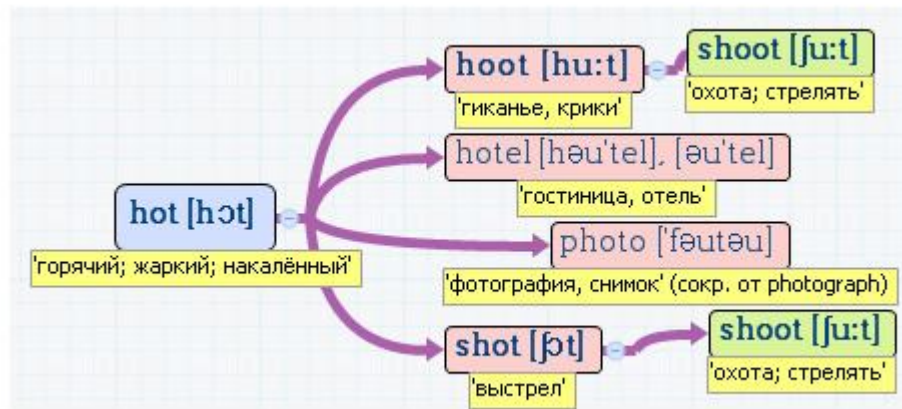 hoot [hu:t]
'гиканье, крики'
shoot [ʃu:t]
'охота; стрелять'
hotel [həu'tel], [əu'tel]
'гостиница, отель'
hot [hɔt]
'горячий; жаркий; накалённый'
photo ['fəutəu]
'фотография, снимок' (сокр. от photograph)
shot [ʃɔt]
'выстрел'
shoot [ʃu:t]
'охота; стрелять'